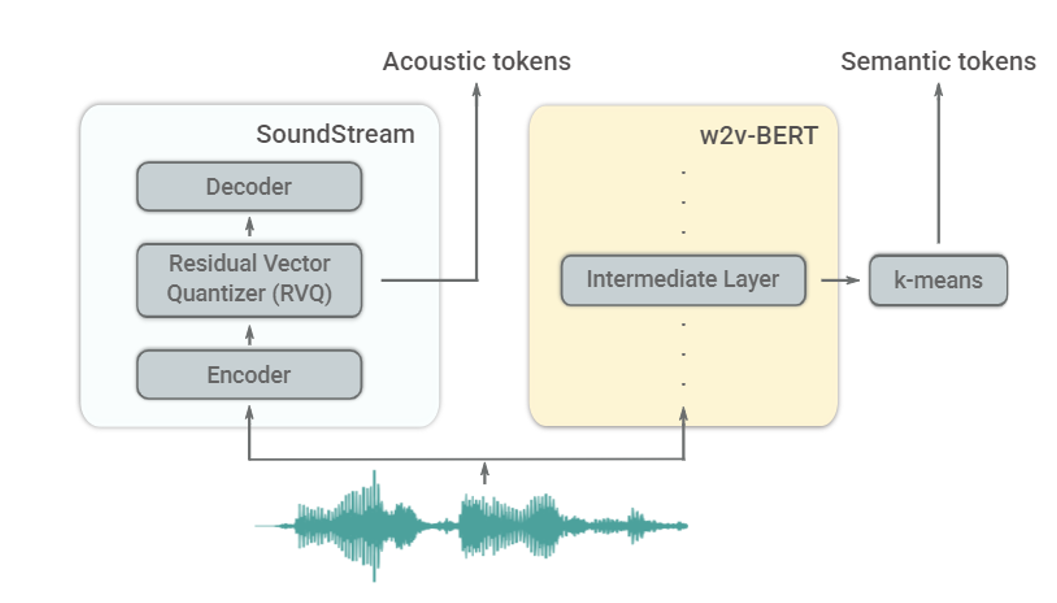 Acoustic tokens
Semantic tokens
SoundStream
Decoder
Residual Vector
Quantizer (RVQ)
Encoder
w2v-BERT
Intermediate Layer
k-means